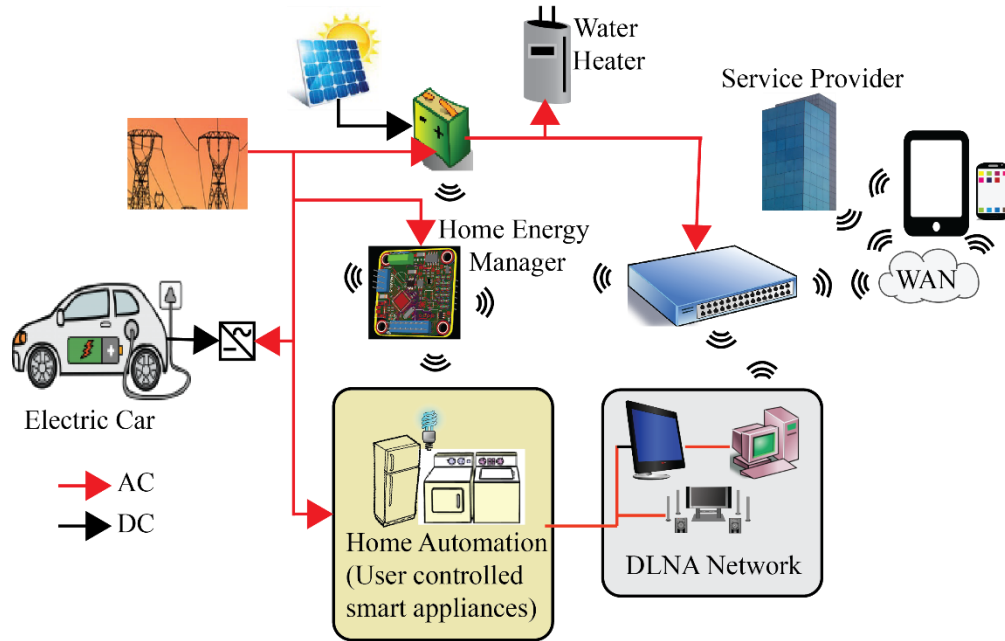 Water
Heater
Service Provider
Home Energy
Manager
WAN
Electric Car
AC
DC
Home Automation
(User controlled
smart appliances)
DLNA Network